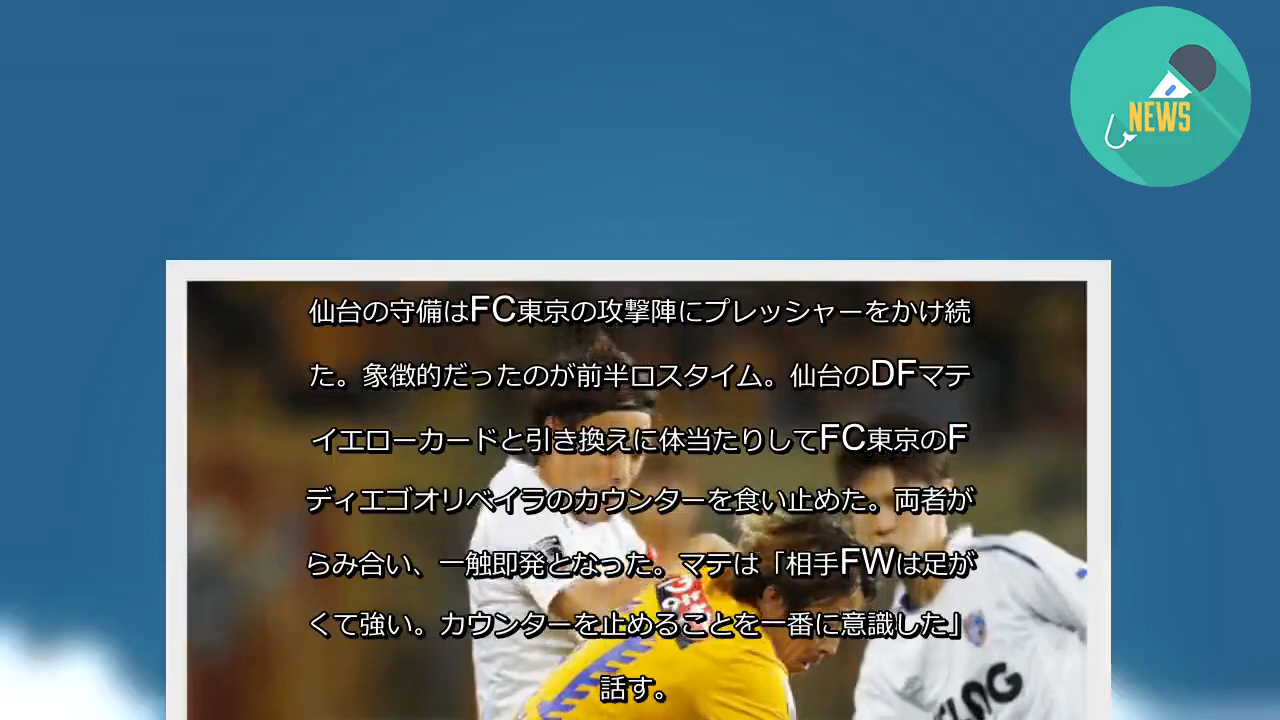 NEWS
仙台の守備はFC東京の攻撃陣にプレッシャーをかけ続
た。象徴的だったのが前半ロスタイム。仙台のDFマテ
イエローカードと引き換えに体当たりしてFC東京のF
ディエゴオリベイラのカウンターを食い止めた。両者が
らみ合い、一触即発となった。マテは「相手FWは足が
くて強い。カウンターを止めることを一番に意識した」
話す。